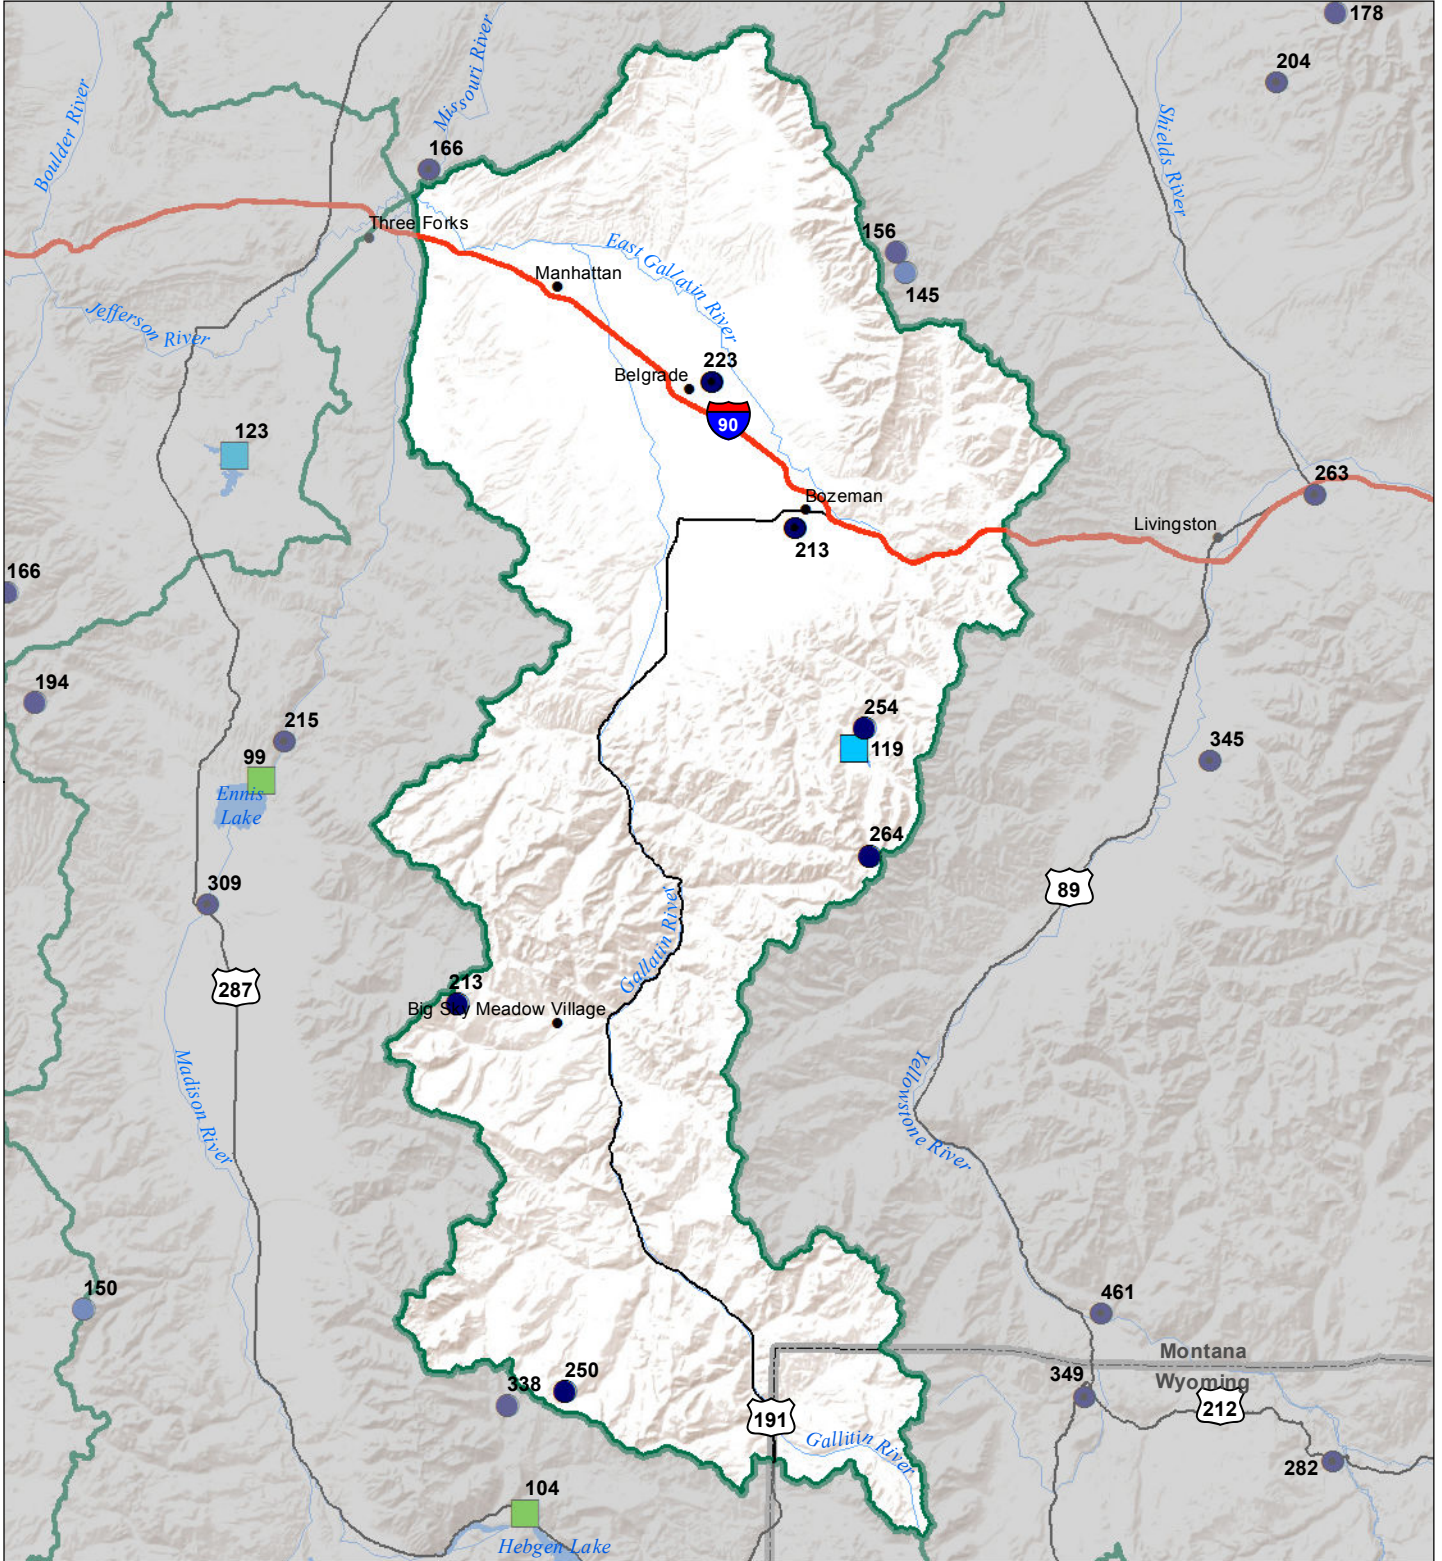 178
204
Missouri River
Boulder River
Shields River
166
Three Forks
156
East Gallatin River
145
Manhattan
Jefferson River
223
Belgrade
90
123
263
Bozeman
Livingston
213
166
194
254
215
119
345
99
Ennis
Lake
264
309
89
Gallatin River
213
287
Big Sky Meadow Village
Madison River
Yellowstone River
150
461
Montana
349
Wyoming
250
338
212
191
Gallitin River
282
104
Hebgen Lake